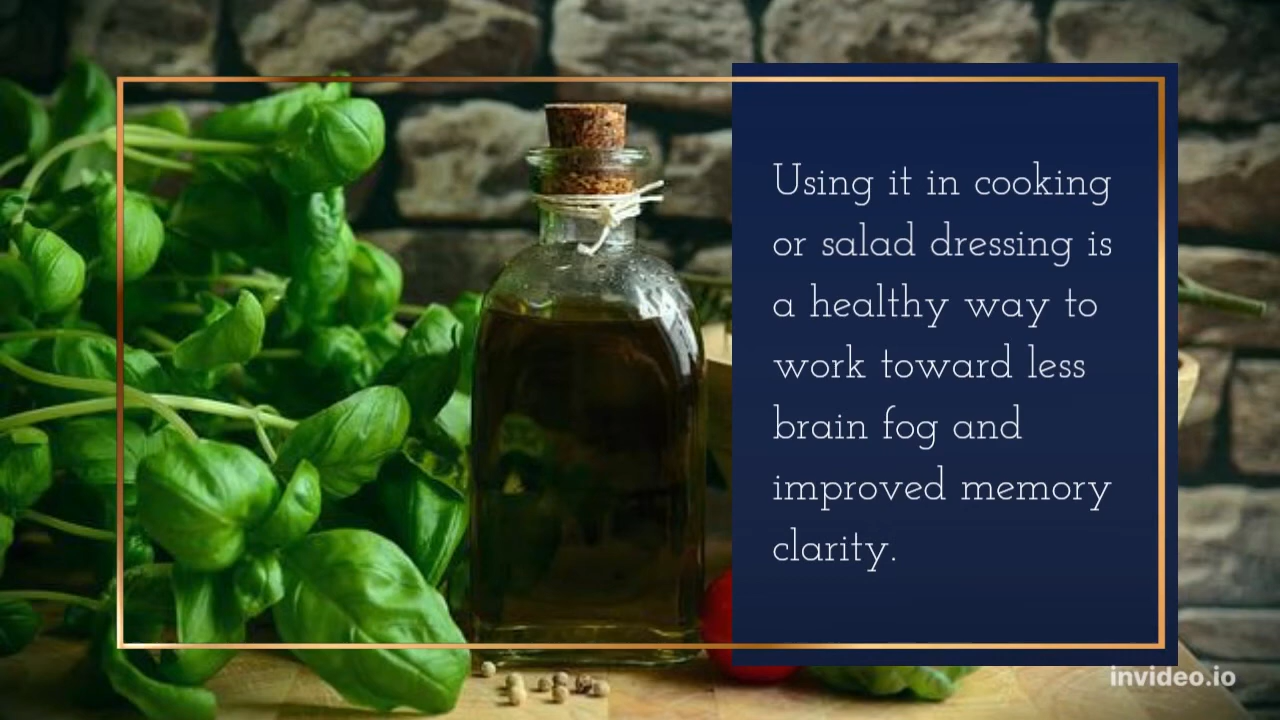 Using it in cooking
or salad dressing is
a healthy way to
work toward less
brain fog and
improved memory
clarity.
invideo.io